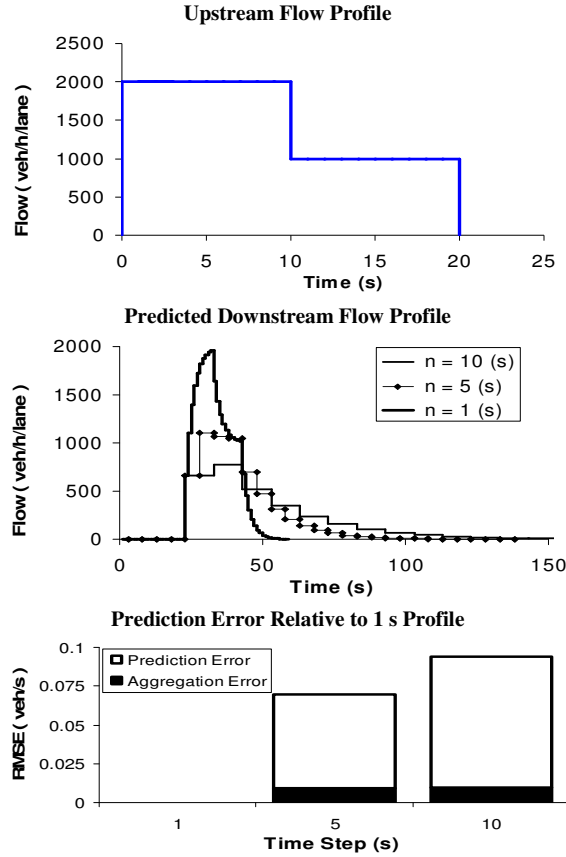 Upstream Flow Profile
2500
2000
1500
1000
500
0
Flow ( veh/h/lane)
0 5 10 15 20 25
Time (s)
Predicted Downstream Flow Profile
2000
1500
1000
500
0
Flow ( veh/h/lane)
n = 10 (s)
n = 5 (s)
n = 1 (s)
0 50 100 150
Time (s)
Prediction Error Relative to 1 s Profile
0.1
0.075
0.05
0.025
0
RMSE ( veh/s)
Prediction Error
Aggregation Error
1 5 10
Time Step (s)